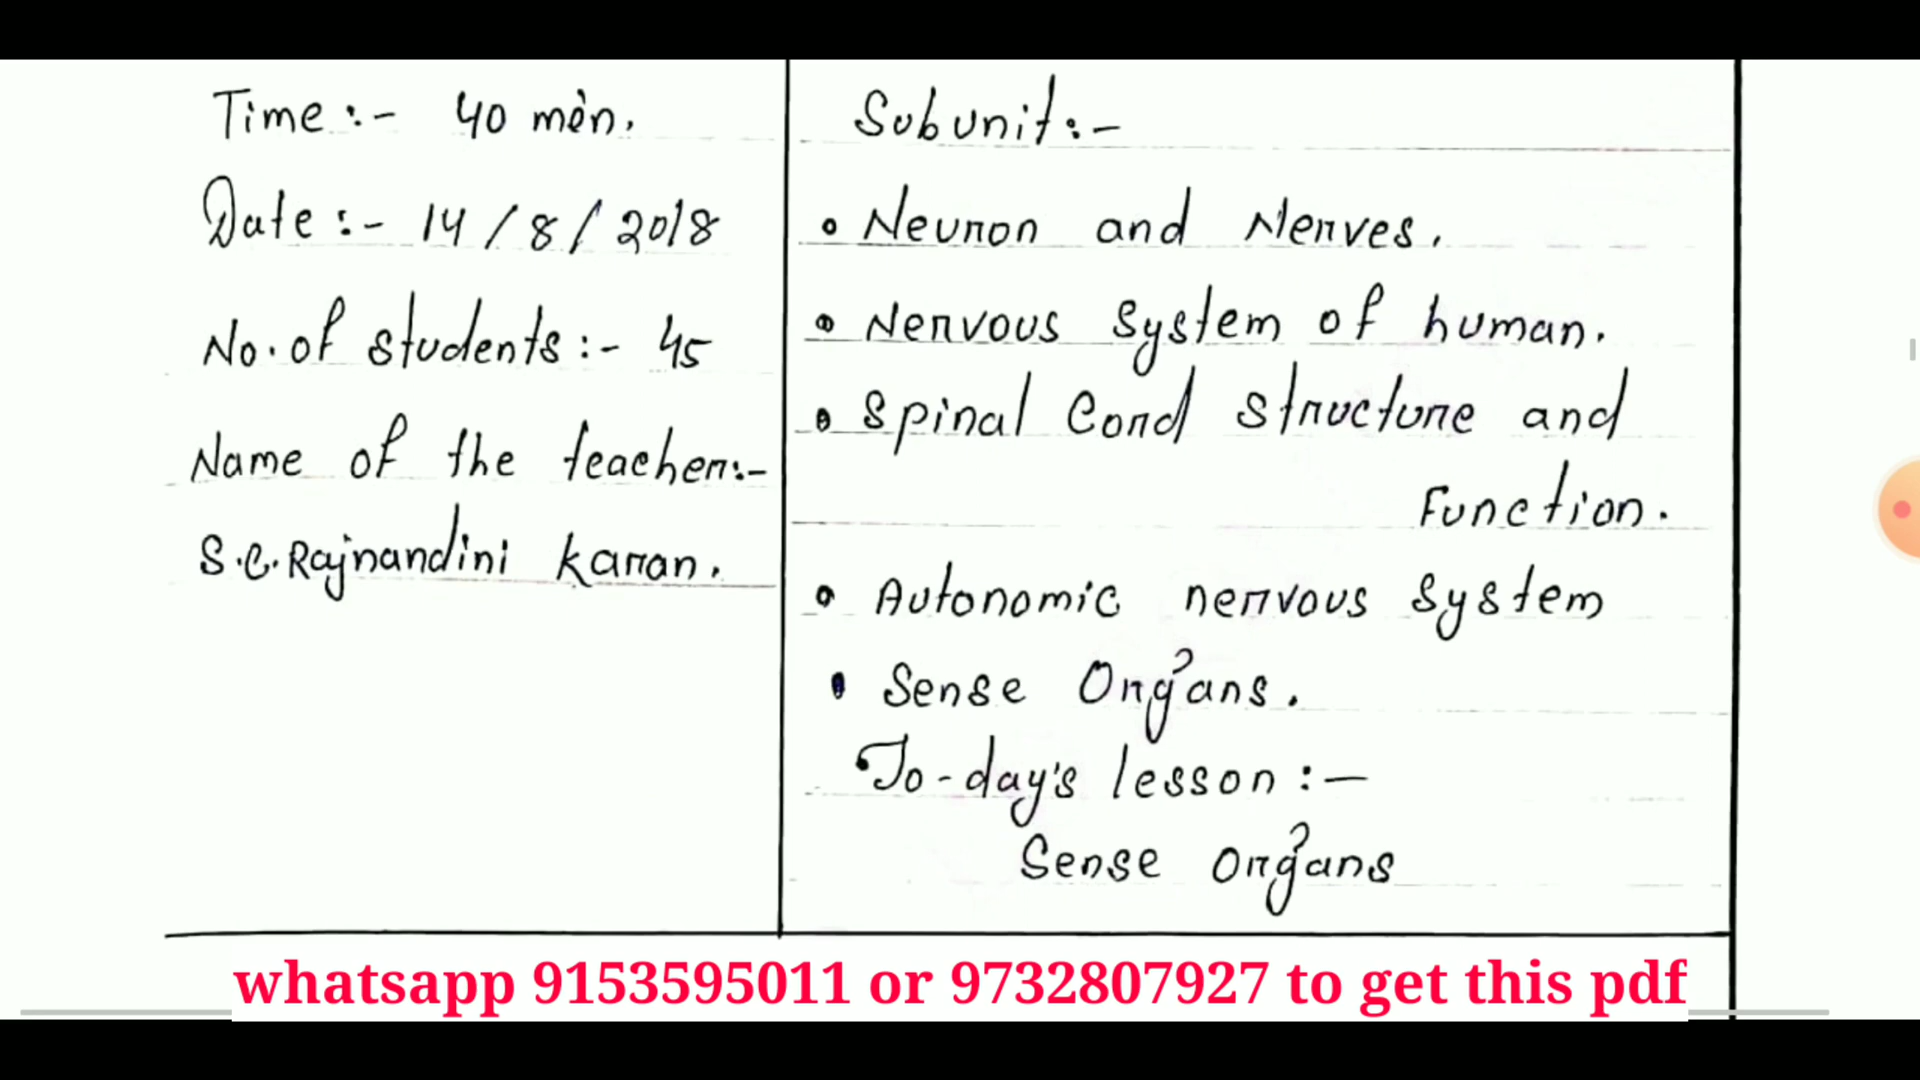 Time :- 40 min.
Date :- 14/8/2018
No. of students :- 45
Name of the teacher:-
S.C. Rajnandini Karan.
Subunit :-
• Neuron and Nerves.
• Nervous system of human.
• Spinal Cord structure and
Function.
• Autonomic nervous system
• Sense Organs.
• To-day's lesson :-
Sense organs
whatsapp 9153595011 or 9732807927 to get this pdf